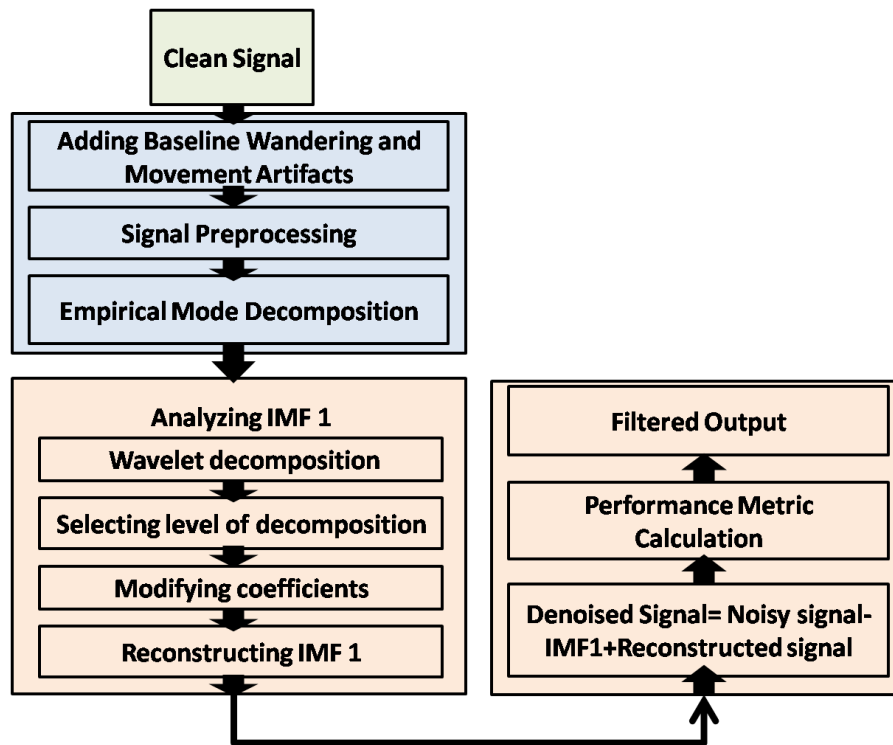 Clean Signal
Adding Baseline Wandering and
Movement Artifacts
Signal Preprocessing
Empirical Mode Decomposition
Analyzing IMF 1
Wavelet decomposition
Selecting level of decomposition
Modifying coefficients
Reconstructing IMF 1
Filtered Output
Performance Metric
Calculation
Denoised Signal= Noisy signal-
IMF1+Reconstructed signal